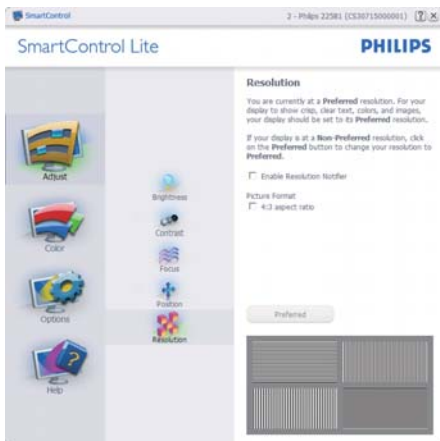 SmartControl
2 - Philips 225B1 (CS30715000001)
SmartControl Lite
PHILIPS
Adjust
Color
Options
Help
Brightness
Contrast
Focus
Position
Resolution
Resolution
You are currently at a Preferred resolution. For your
display to show crisp, clear text, colors, and images,
your display should be set to its Preferred resolution.
If your display is at a Non-Preferred resolution, click
on the Preferred button to change your resolution to
Preferred.
Enable Resolution Notifier
Picture Format
4:3 aspect ratio
Preferred